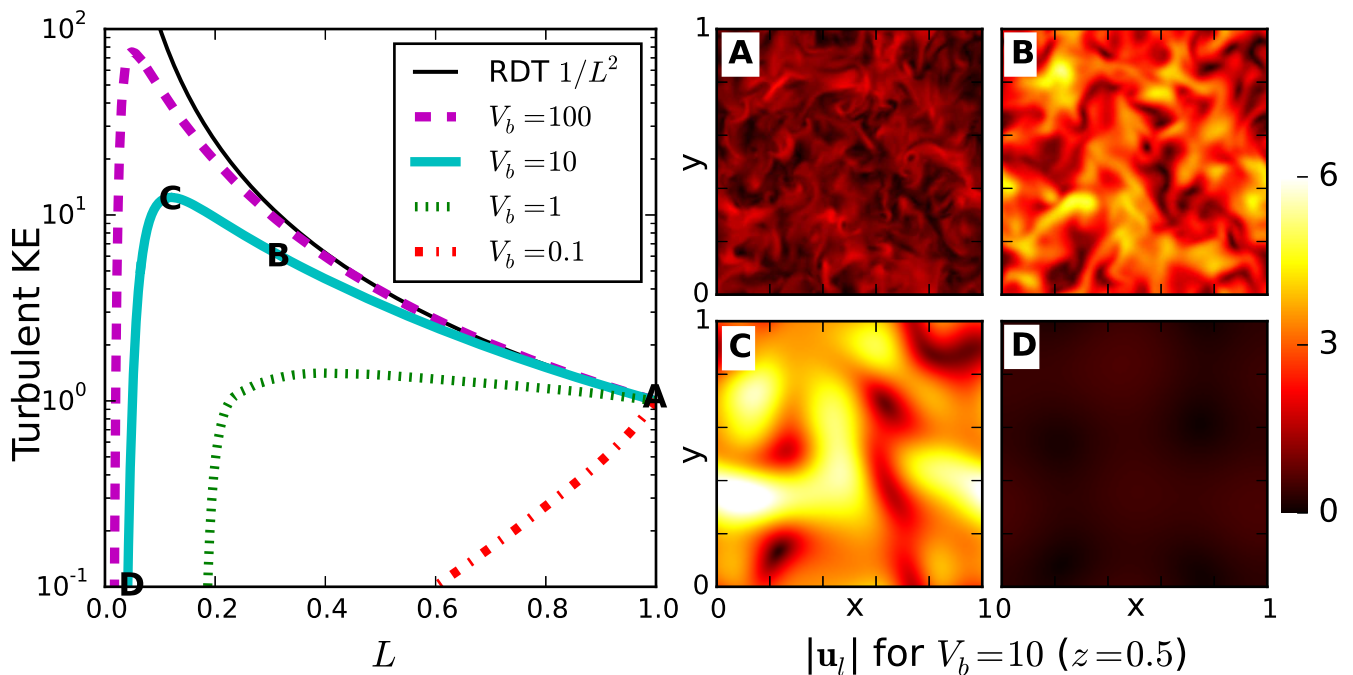 10²
10¹
10⁰
10⁻¹
Turbulent KE
0.0 0.2 0.4 0.6 0.8 1.0
L
RDT 1/L²
V_b = 100
V_b = 10
V_b = 1
V_b = 0.1
A
B
C
D
A
B
C
D
1
y
0
1
y
0
0 x 1
0 x 1
6
3
0
|u_l| for V_b = 10 (z = 0.5)